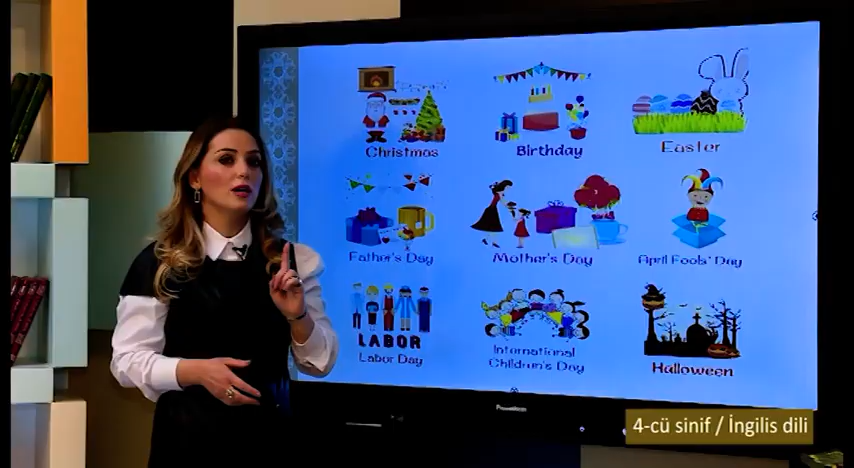 Christmas
Birthday
Easter
Father's Day
Mother's Day
April Fools' Day
LABOR
Labor Day
International
Children's Day
Halloween
4-cü sinif / İngilis dili